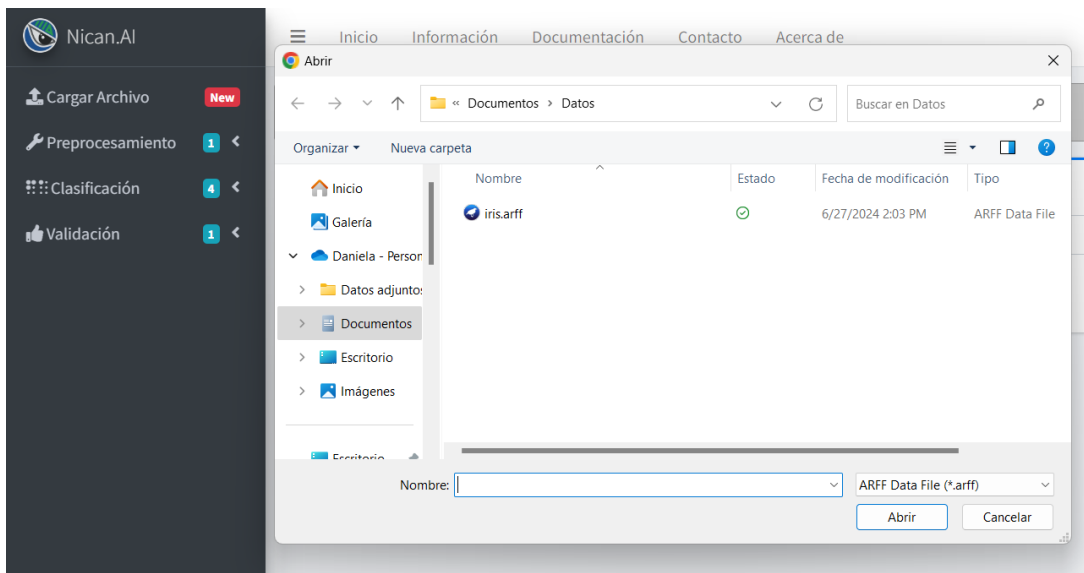 Nican.AI
Inicio Información Documentación Contacto Acerca de
Cargar Archivo New
Preprocesamiento 1
Clasificación 4
Validación 1
Abrir
« Documentos > Datos
Buscar en Datos
Organizar Nueva carpeta
Inicio
Galería
Daniela - Person
Datos adjuntos
Documentos
Escritorio
Imágenes
Escritorio
Nombre Estado Fecha de modificación Tipo
iris.arff 6/27/2024 2:03 PM ARFF Data File
Nombre: ARFF Data File (*.arff)
Abrir Cancelar